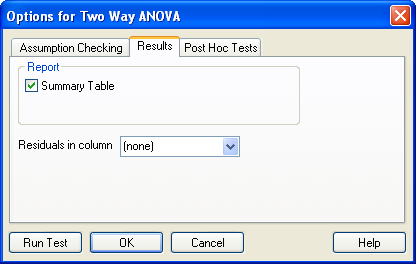 Options for Two Way ANOVA
Assumption Checking Results Post Hoc Tests
Report
Summary Table
Residuals in column (none)
Run Test OK Cancel Help